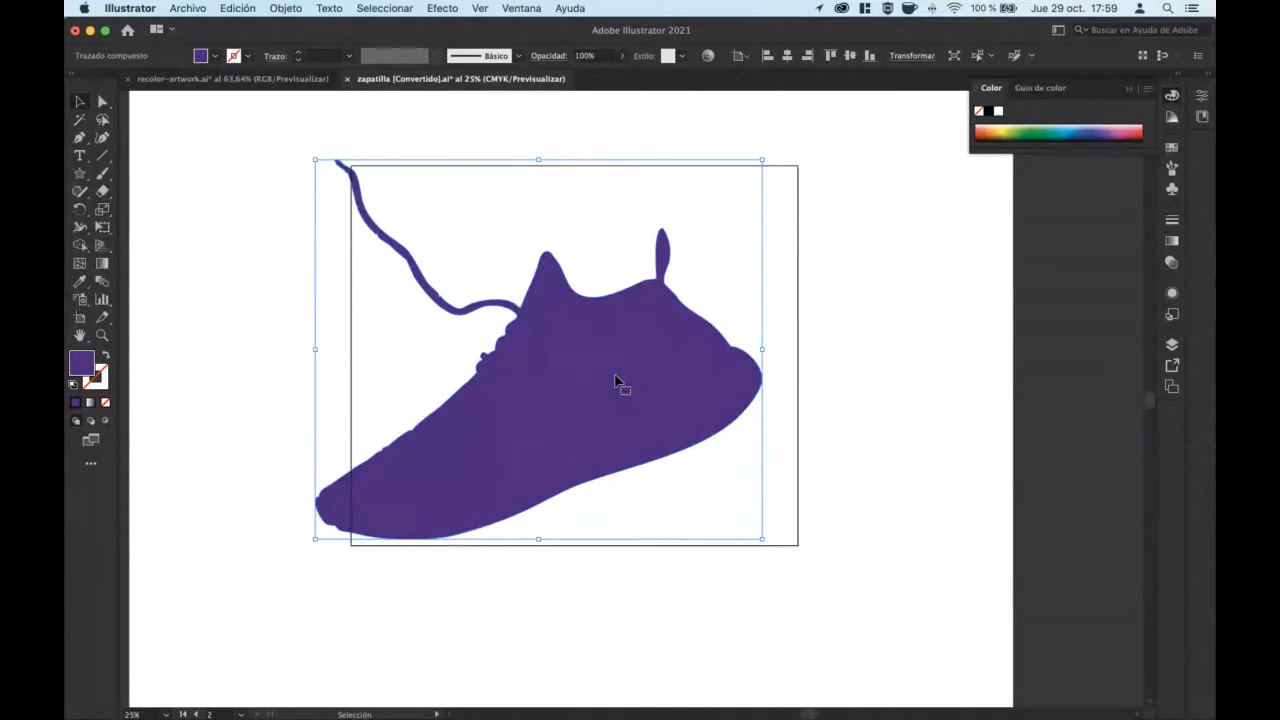 Illustrator Archivo Edición Objeto Texto Seleccionar Efecto Ver Ventana Ayuda 100 % Jue 29 oct. 17:59
Adobe Illustrator 2021 Buscar en Ayuda de Adobe
Trazado compuesto Trazo: Básico Opacidad: 100% Estilo: Transformar
× recolor-artwork.ai* al 63,64% (RGB/Previsualizar) × zapatilla [Convertido].ai* al 25% (CMYK/Previsualizar)
Color Guía de color
25% 2 Selección